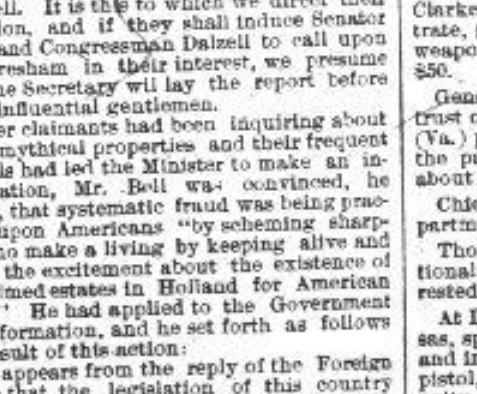 ell. It is this to which we direct their
ion, and if they shall induce Senator
and Congressman Dalzell to call upon
resham in their interest, we presume
he Secretary wil lay the report before
influential gentlemen.
er claimants had been inquiring about
mythical properties and their frequent
ls had led the Minister to make an in-
ation, Mr. Bell was convinced, he
, that systematic fraud was being prac-
upon Americans "by scheming sharp-
ho make a living by keeping alive and
the excitement about the existence of
imed estates in Holland for American
" He had applied to the Government
formation, and he set forth as follows
sult of this action:
appears from the reply of the Foreign
that the legislation of this country
Clarke
trate,
weapo
$50.
Gene
trust o
(Va.)
the pu
about
Chie
partm
Tho
tional
rested
At I
sas, sp
and in
pistol,